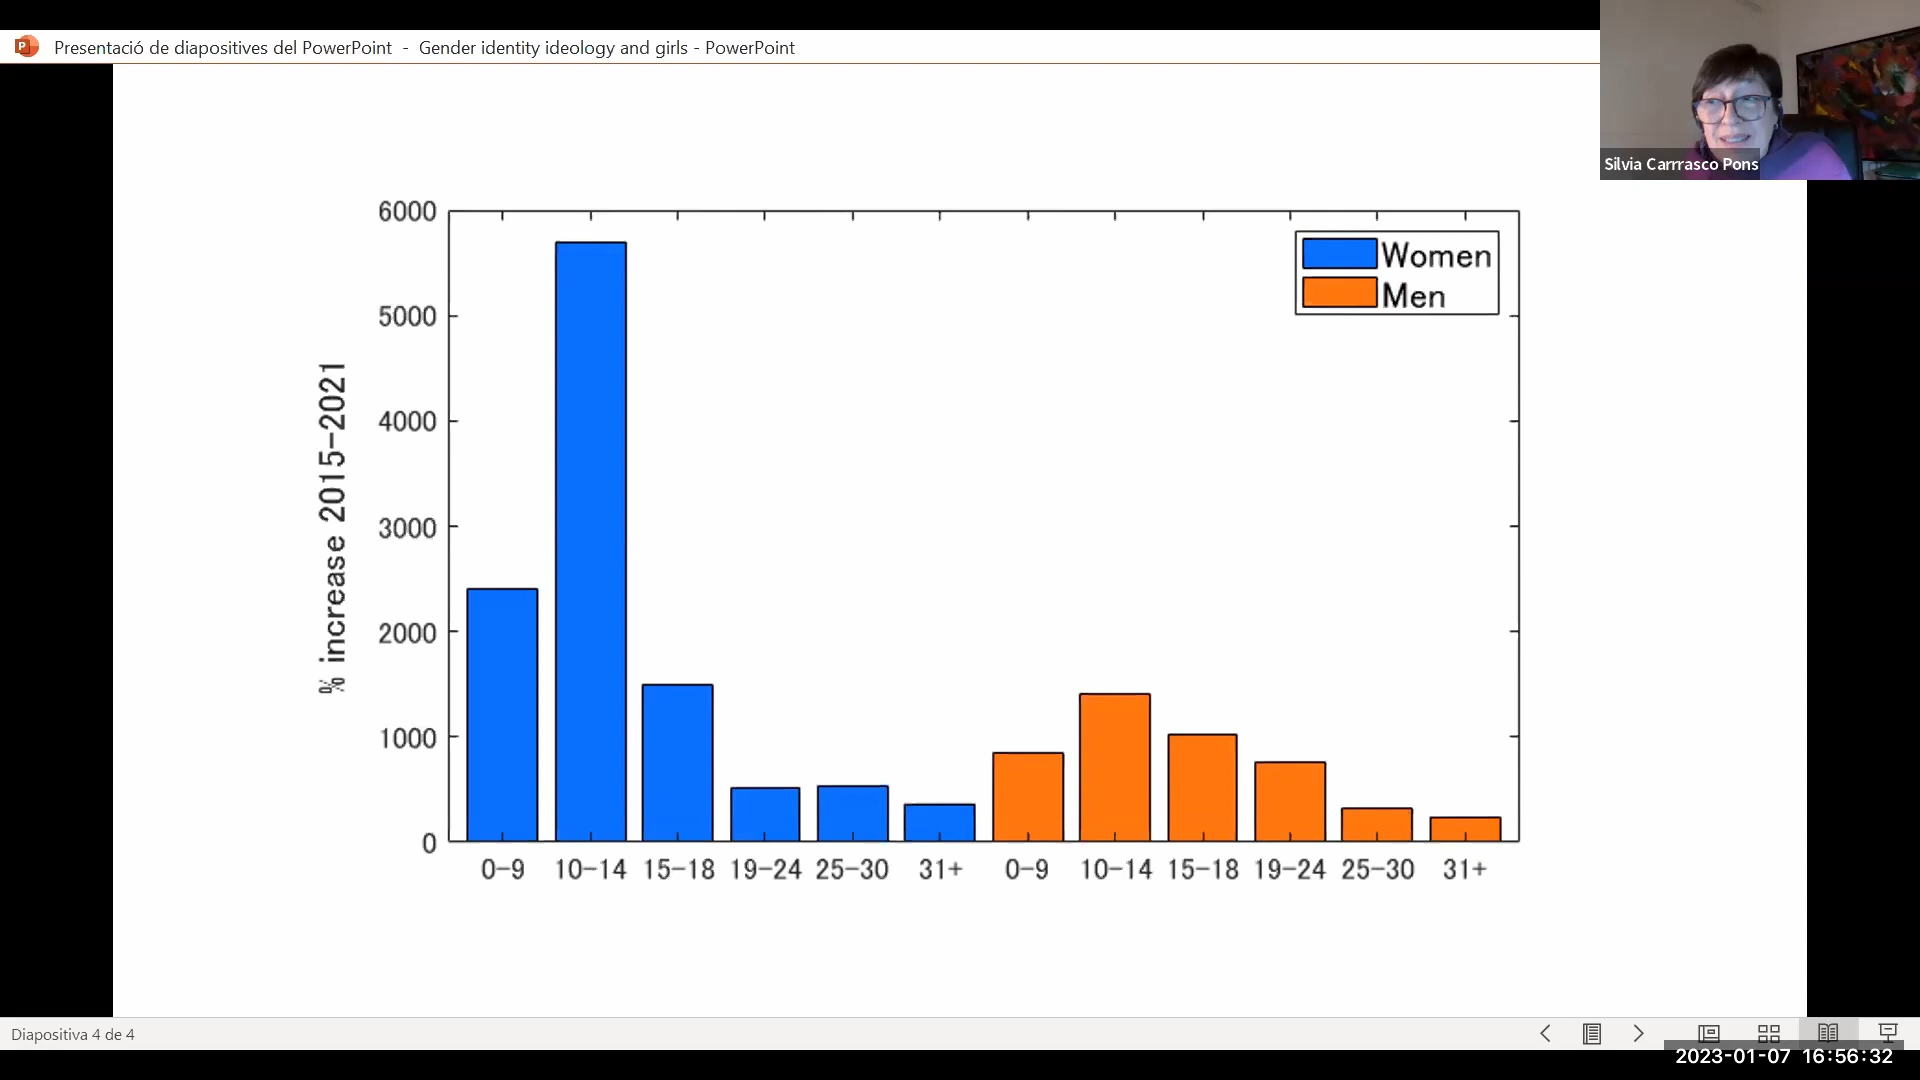 Presentació de diapositives del PowerPoint - Gender identity ideology and girls - PowerPoint
Silvia Carrrasco Pons
6000
5000
4000
3000
2000
1000
0
% increase 2015-2021
Women
Men
0-9 10-14 15-18 19-24 25-30 31+ 0-9 10-14 15-18 19-24 25-30 31+
Diapositiva 4 de 4
2023-01-07 16:56:32